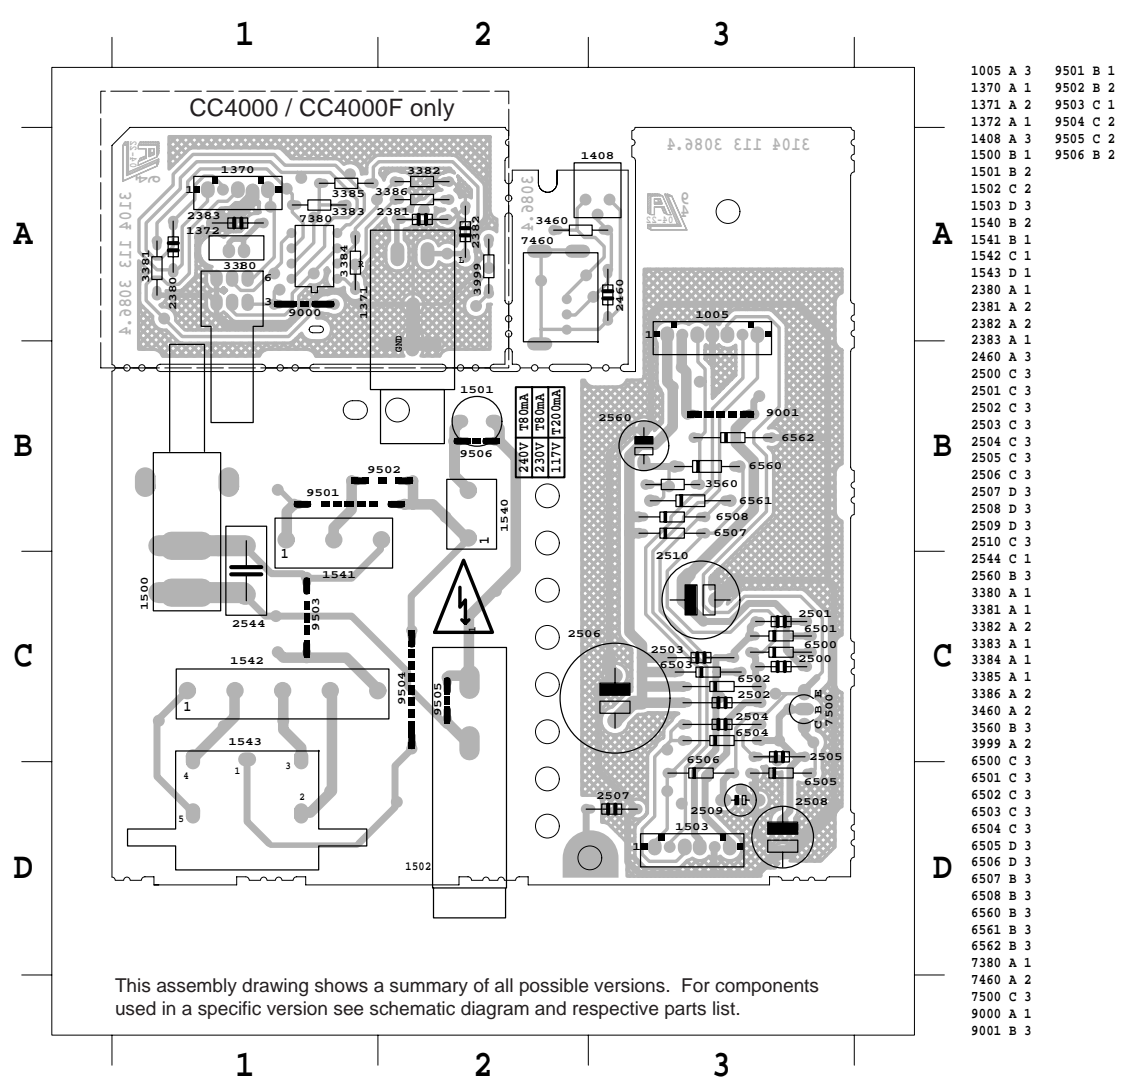 1 2 3
CC4000 / CC4000F only
3104 113 3086.4
1408
1370
3382
3385
3386
3383
2381
2383
1372
7380
2382
3460
7460
3086.4
A
A
3104 113 3086.4
3381
2380
3380
3384
1371
3999
2460
6
3
9000
L
GND
1005
1
1
1501
2560
9001
240V T80mA
230V T80mA
117V T200mA
6562
9506
B
B
9502
6560
3560
9501
6561
1540
6508
6507
1
1
2510
1541
1500
9503
2544
2501
6501
2506
6500
2503
2500
6503
C
C
1542
6502
9504
9505
2502
C B E
7500
1
2504
6504
1543
2505
4
1
3
6506
6505
2
2507
2509
2508
5
1503
1
D
D
1502
This assembly drawing shows a summary of all possible versions. For components
used in a specific version see schematic diagram and respective parts list.
1 2 3
1005 A 3
1370 A 1
1371 A 2
1372 A 1
1408 A 3
1500 B 1
1501 B 2
1502 C 2
1503 D 3
1540 B 2
1541 B 1
1542 C 1
1543 D 1
2380 A 1
2381 A 2
2382 A 2
2383 A 1
2460 A 3
2500 C 3
2501 C 3
2502 C 3
2503 C 3
2504 C 3
2505 C 3
2506 C 3
2507 D 3
2508 D 3
2509 D 3
2510 C 3
2544 C 1
2560 B 3
3380 A 1
3381 A 1
3382 A 2
3383 A 1
3384 A 1
3385 A 1
3386 A 2
3460 A 2
3560 B 3
3999 A 2
6500 C 3
6501 C 3
6502 C 3
6503 C 3
6504 C 3
6505 D 3
6506 D 3
6507 B 3
6508 B 3
6560 B 3
6561 B 3
6562 B 3
7380 A 1
7460 A 2
7500 C 3
9000 A 1
9001 B 3
9501 B 1
9502 B 2
9503 C 1
9504 C 2
9505 C 2
9506 B 2